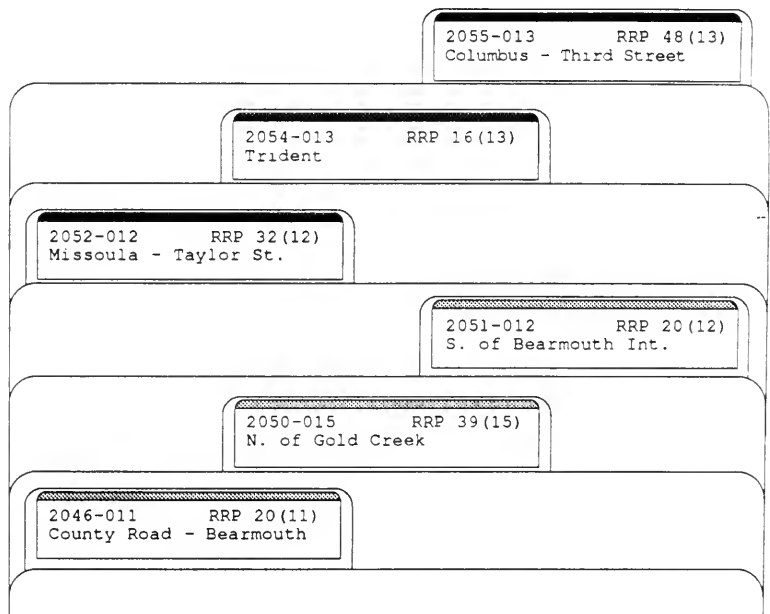 2055-013 RRP 48(13)
Columbus - Third Street
2054-013 RRP 16(13)
Trident
2052-012 RRP 32(12)
Missoula - Taylor St.
2051-012 RRP 20(12)
S. of Bearmouth Int.
2050-015 RRP 39(15)
N. of Gold Creek
2046-011 RRP 20(11)
County Road - Bearmouth